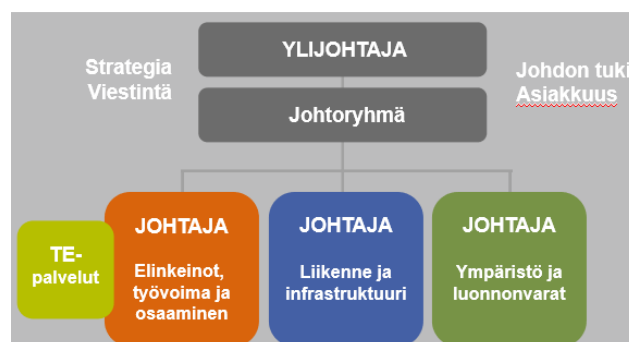 YLIJOHTAJA
Strategia
Viestintä
Johdon tuki
Asiakkuus
Johtoryhmä
TE-
palvelut
JOHTAJA
Elinkeinot,
työvoima ja
osaaminen
JOHTAJA
Liikenne ja
infrastruktuuri
JOHTAJA
Ympäristö ja
luonnonvarat